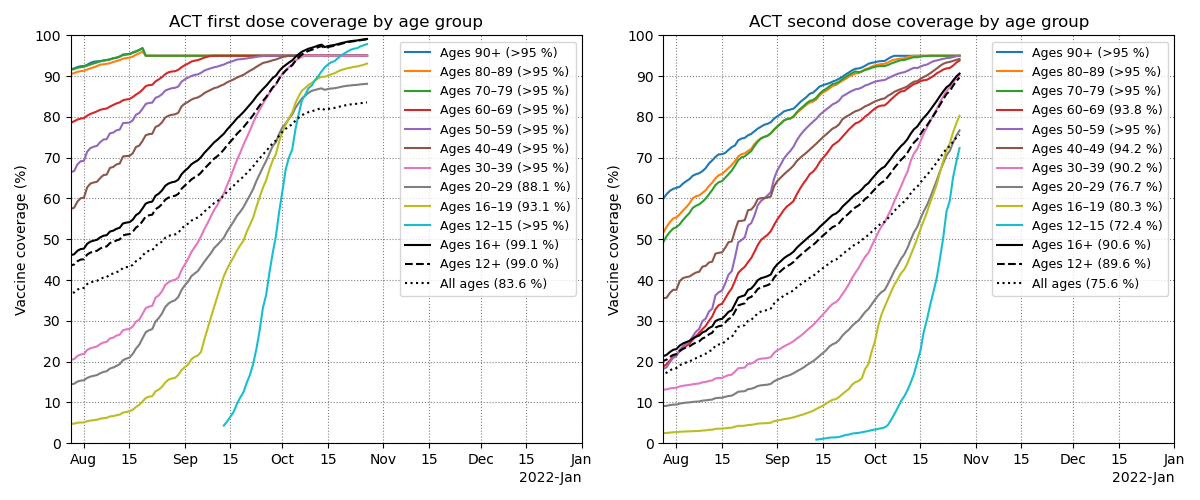 ACT first dose coverage by age group
Vaccine coverage (%)
100
90
80
70
60
50
40
30
20
10
0
Aug 15 Sep 15 Oct 15 Nov 15 Dec 15 Jan
2022-Jan
Ages 90+ (>95 %)
Ages 80–89 (>95 %)
Ages 70–79 (>95 %)
Ages 60–69 (>95 %)
Ages 50–59 (>95 %)
Ages 40–49 (>95 %)
Ages 30–39 (>95 %)
Ages 20–29 (88.1 %)
Ages 16–19 (93.1 %)
Ages 12–15 (>95 %)
Ages 16+ (99.1 %)
Ages 12+ (99.0 %)
All ages (83.6 %)
ACT second dose coverage by age group
Vaccine coverage (%)
100
90
80
70
60
50
40
30
20
10
0
Aug 15 Sep 15 Oct 15 Nov 15 Dec 15 Jan
2022-Jan
Ages 90+ (>95 %)
Ages 80–89 (>95 %)
Ages 70–79 (>95 %)
Ages 60–69 (93.8 %)
Ages 50–59 (>95 %)
Ages 40–49 (94.2 %)
Ages 30–39 (90.2 %)
Ages 20–29 (76.7 %)
Ages 16–19 (80.3 %)
Ages 12–15 (72.4 %)
Ages 16+ (90.6 %)
Ages 12+ (89.6 %)
All ages (75.6 %)